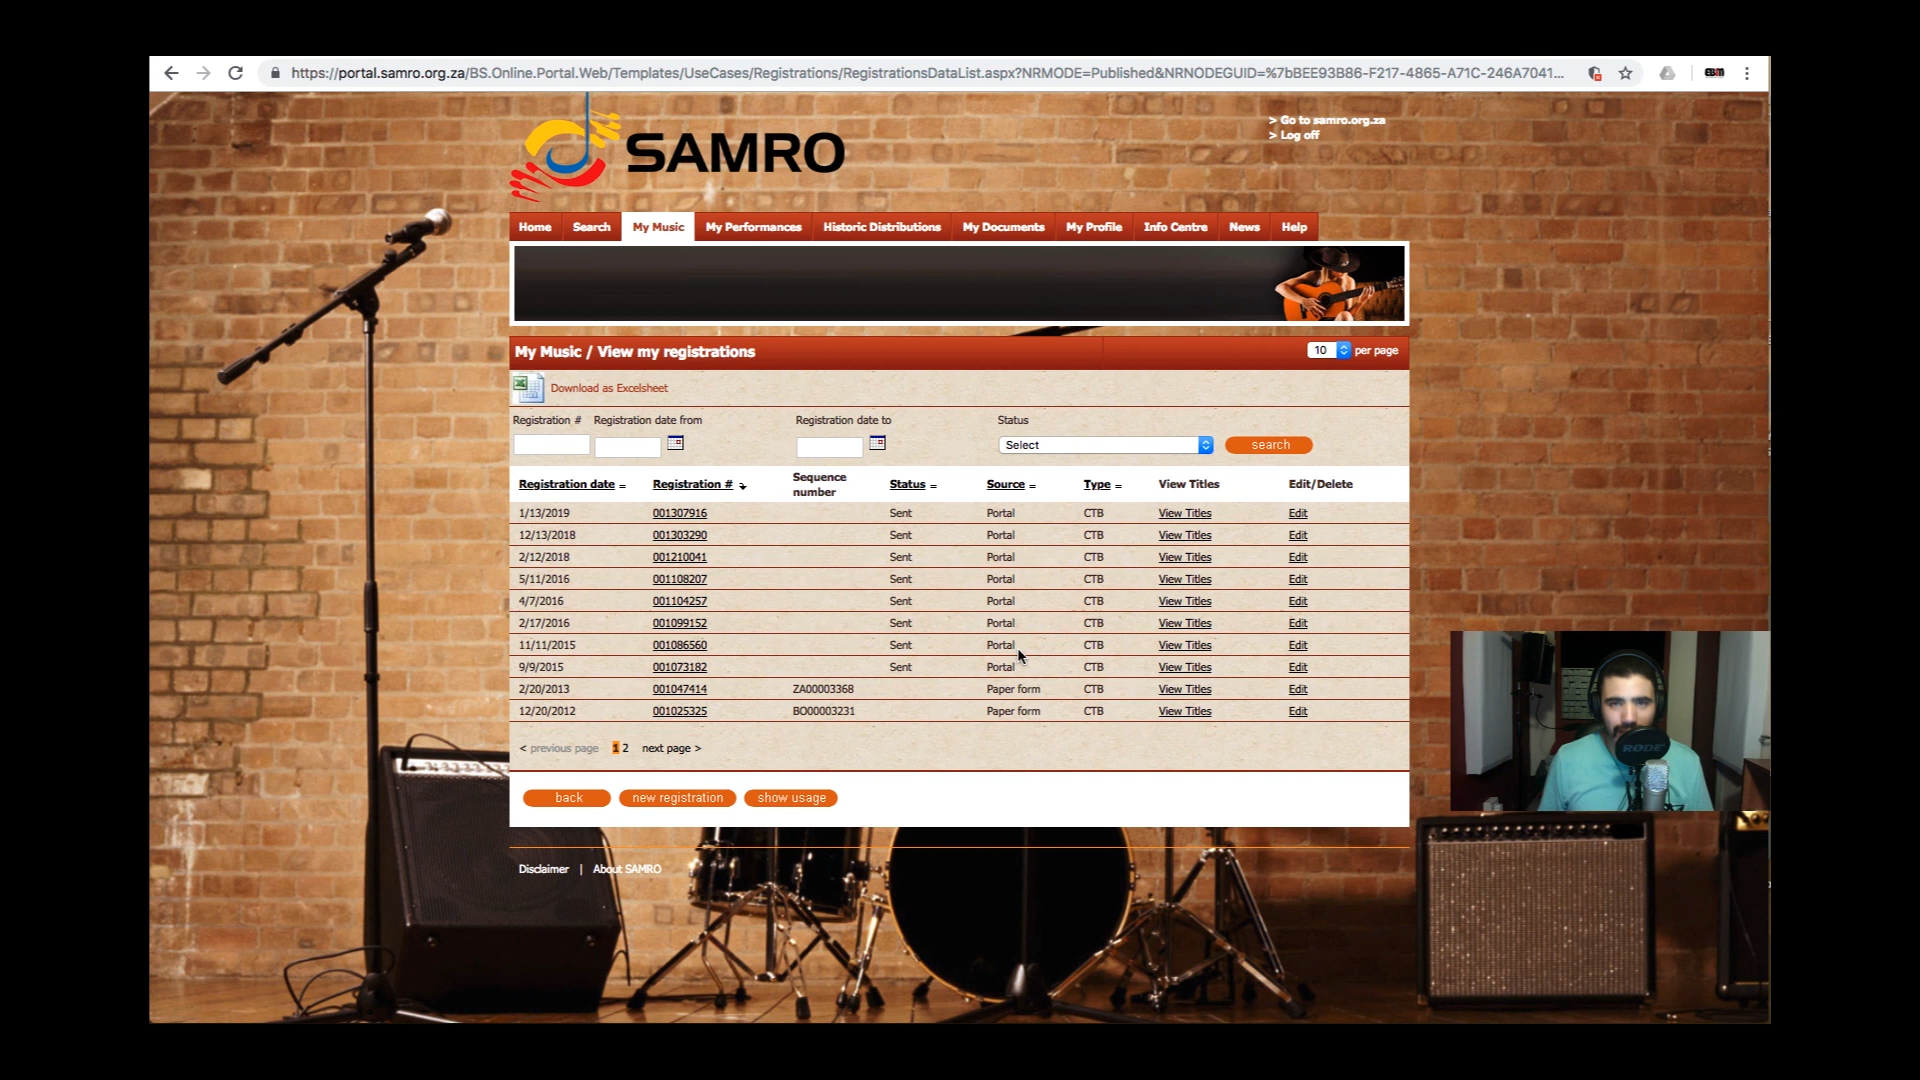 https://portal.samro.org.za/BS.Online.Portal.Web/Templates/UseCases/Registrations/RegistrationsDataList.aspx?NRMODE=Published&NRNODEGUID=%7bBEE93B86-F217-4865-A71C-246A7041...
SAMRO
> Go to samro.org.za
> Log off
Home Search My Music My Performances Historic Distributions My Documents My Profile Info Centre News Help
My Music / View my registrations 10 per page
Download as Excelsheet
Registration # Registration date from Registration date to Status
Select search
Registration date = Registration # Sequence number Status = Source = Type = View Titles Edit/Delete
1/13/2019 001307916 Sent Portal CTB View Titles Edit
12/13/2018 001303290 Sent Portal CTB View Titles Edit
2/12/2018 001210041 Sent Portal CTB View Titles Edit
5/11/2016 001108207 Sent Portal CTB View Titles Edit
4/7/2016 001104257 Sent Portal CTB View Titles Edit
2/17/2016 001099152 Sent Portal CTB View Titles Edit
11/11/2015 001086560 Sent Portal CTB View Titles Edit
9/9/2015 001073182 Sent Portal CTB View Titles Edit
2/20/2013 001047414 ZA00003368 Paper form CTB View Titles Edit
12/20/2012 001025325 BO00003231 Paper form CTB View Titles Edit
< previous page 1 2 next page >
back new registration show usage
Disclaimer | About SAMRO
RODE